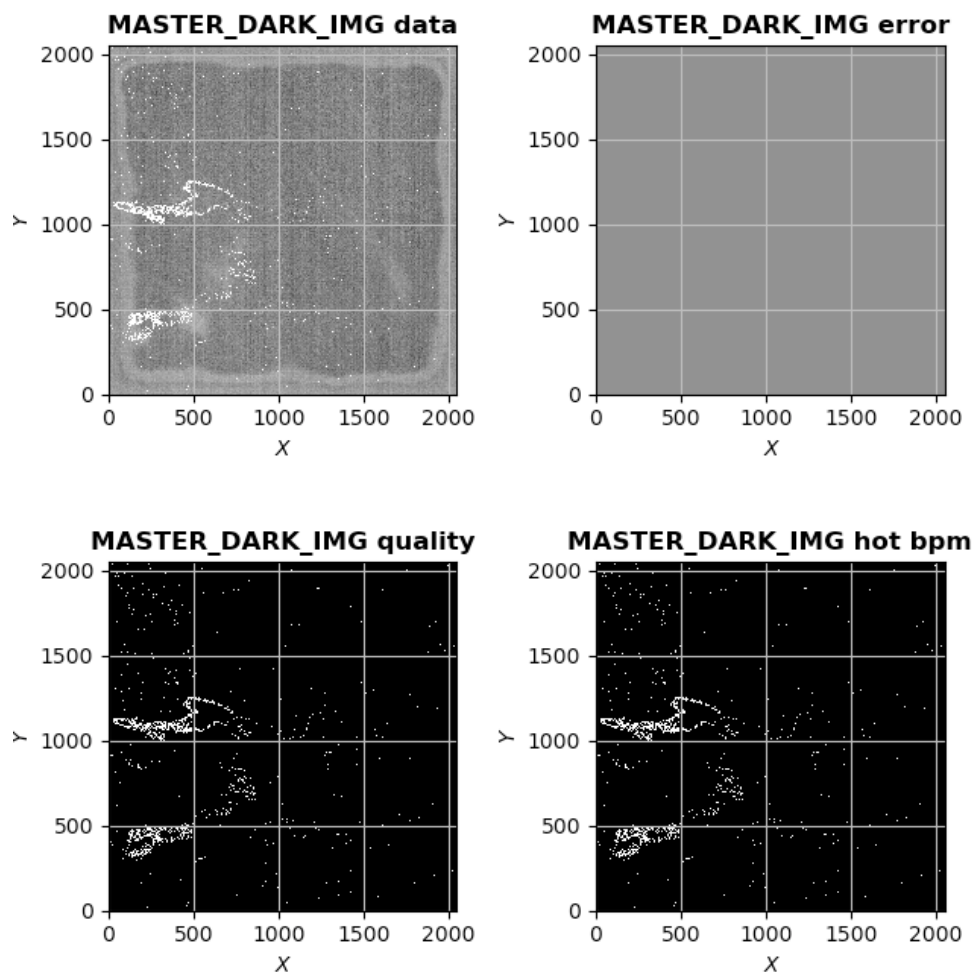 MASTER_DARK_IMG data
2000
1500
1000
500
0
Y
0 500 1000 1500 2000
X
MASTER_DARK_IMG error
2000
1500
1000
500
0
Y
0 500 1000 1500 2000
X
MASTER_DARK_IMG quality
2000
1500
1000
500
0
Y
0 500 1000 1500 2000
X
MASTER_DARK_IMG hot bpm
2000
1500
1000
500
0
Y
0 500 1000 1500 2000
X